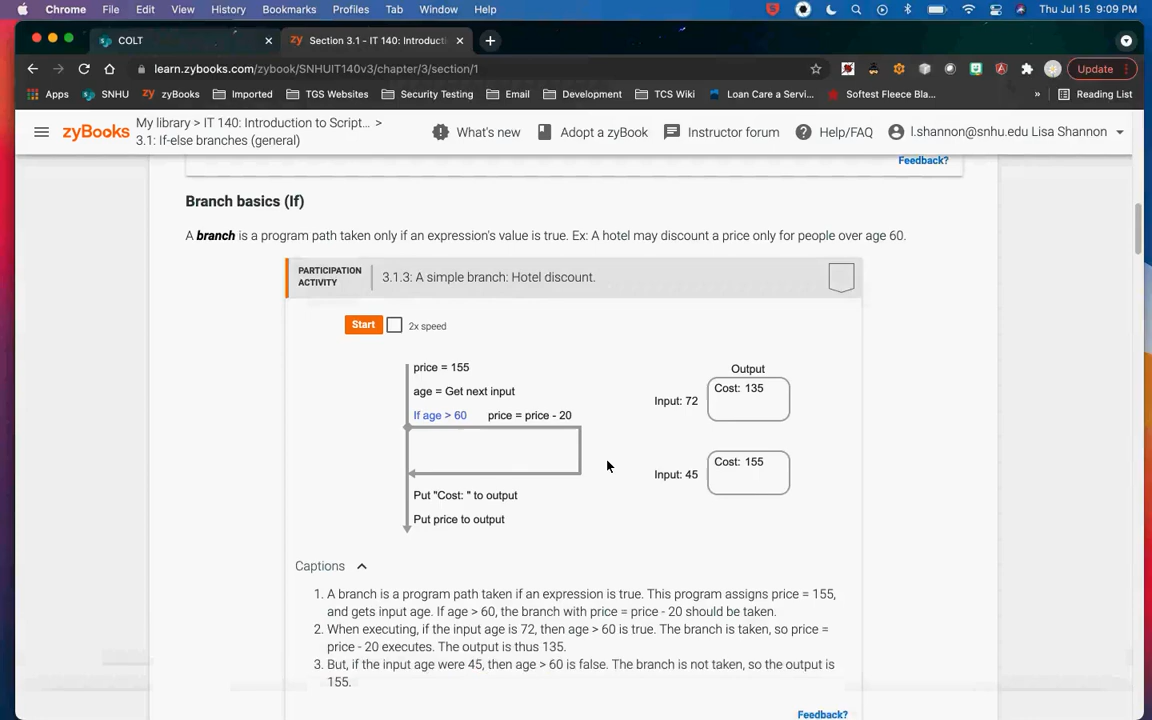 Chrome File Edit View History Bookmarks Profiles Tab Window Help Thu Jul 15 9:09 PM
COLT
zy Section 3.1 - IT 140: Introducti
learn.zybooks.com/zybook/SNHUIT140v3/chapter/3/section/1 Update
Apps SNHU zy zyBooks Imported TGS Websites Security Testing Email Development TCS Wiki Loan Care a Servi... Softest Fleece Bla... » Reading List
zyBooks My library > IT 140: Introduction to Script... >
3.1: If-else branches (general)
What's new Adopt a zyBook Instructor forum Help/FAQ l.shannon@snhu.edu Lisa Shannon
Feedback?
Branch basics (If)
A branch is a program path taken only if an expression's value is true. Ex: A hotel may discount a price only for people over age 60.
PARTICIPATION
ACTIVITY
3.1.3: A simple branch: Hotel discount.
Start 2x speed
price = 155
age = Get next input
If age > 60 price = price - 20
Put "Cost: " to output
Put price to output
Output
Input: 72 Cost: 135
Input: 45 Cost: 155
Captions
1. A branch is a program path taken if an expression is true. This program assigns price = 155,
and gets input age. If age > 60, the branch with price = price - 20 should be taken.
2. When executing, if the input age is 72, then age > 60 is true. The branch is taken, so price =
price - 20 executes. The output is thus 135.
3. But, if the input age were 45, then age > 60 is false. The branch is not taken, so the output is
155.
Feedback?